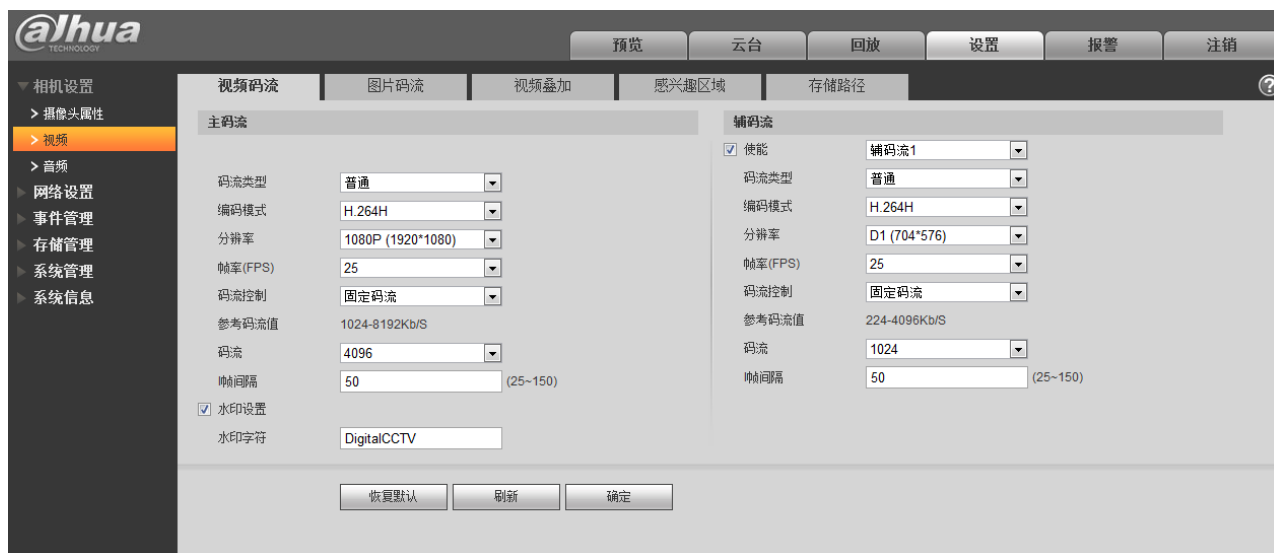 alhua
TECHNOLOGY
预览 云台 回放 设置 报警 注销
相机设置
> 摄像头属性
> 视频
> 音频
网络设置
事件管理
存储管理
系统管理
系统信息
视频码流 图片码流 视频叠加 感兴趣区域 存储路径
主码流
码流类型 普通
编码模式 H.264H
分辨率 1080P (1920*1080)
帧率(FPS) 25
码流控制 固定码流
参考码流值 1024-8192Kb/S
码流 4096
I帧间隔 50 (25~150)
水印设置
水印字符 DigitalCCTV
辅码流
使能 辅码流1
码流类型 普通
编码模式 H.264H
分辨率 D1 (704*576)
帧率(FPS) 25
码流控制 固定码流
参考码流值 224-4096Kb/S
码流 1024
I帧间隔 50 (25~150)
恢复默认 刷新 确定